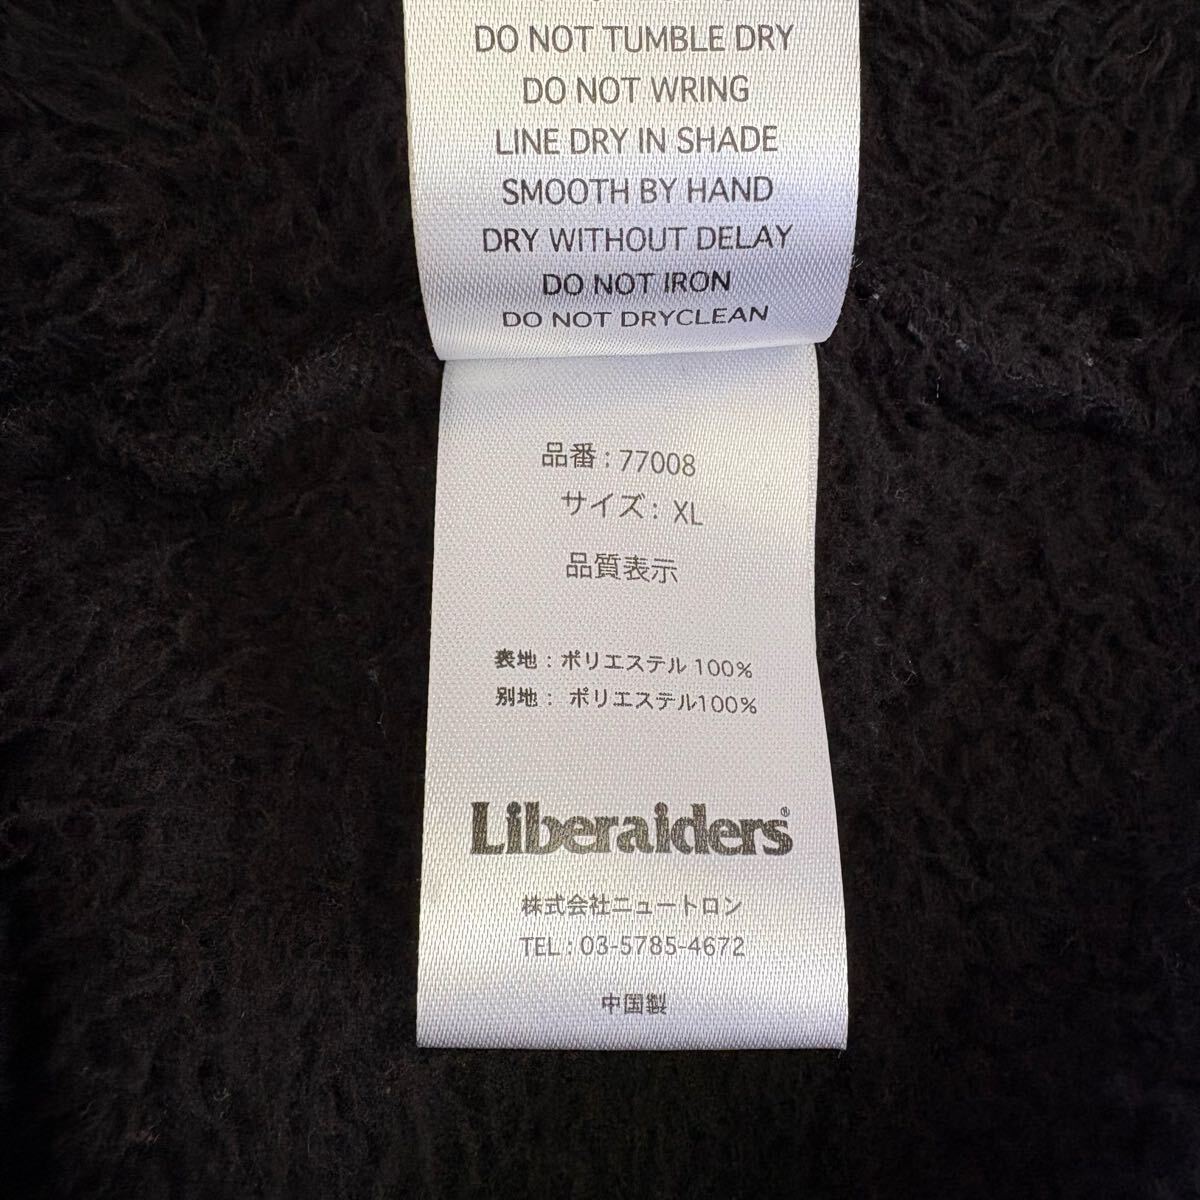 DO NOT TUMBLE DRY
DO NOT WRING
LINE DRY IN SHADE
SMOOTH BY HAND
DRY WITHOUT DELAY
DO NOT IRON
DO NOT DRYCLEAN
品番：77008
サイズ：XL
品質表示
表地：ポリエステル 100%
別地：ポリエステル100%
Liberaiders®
株式会社ニュートロン
TEL : 03-5785-4672
中国製